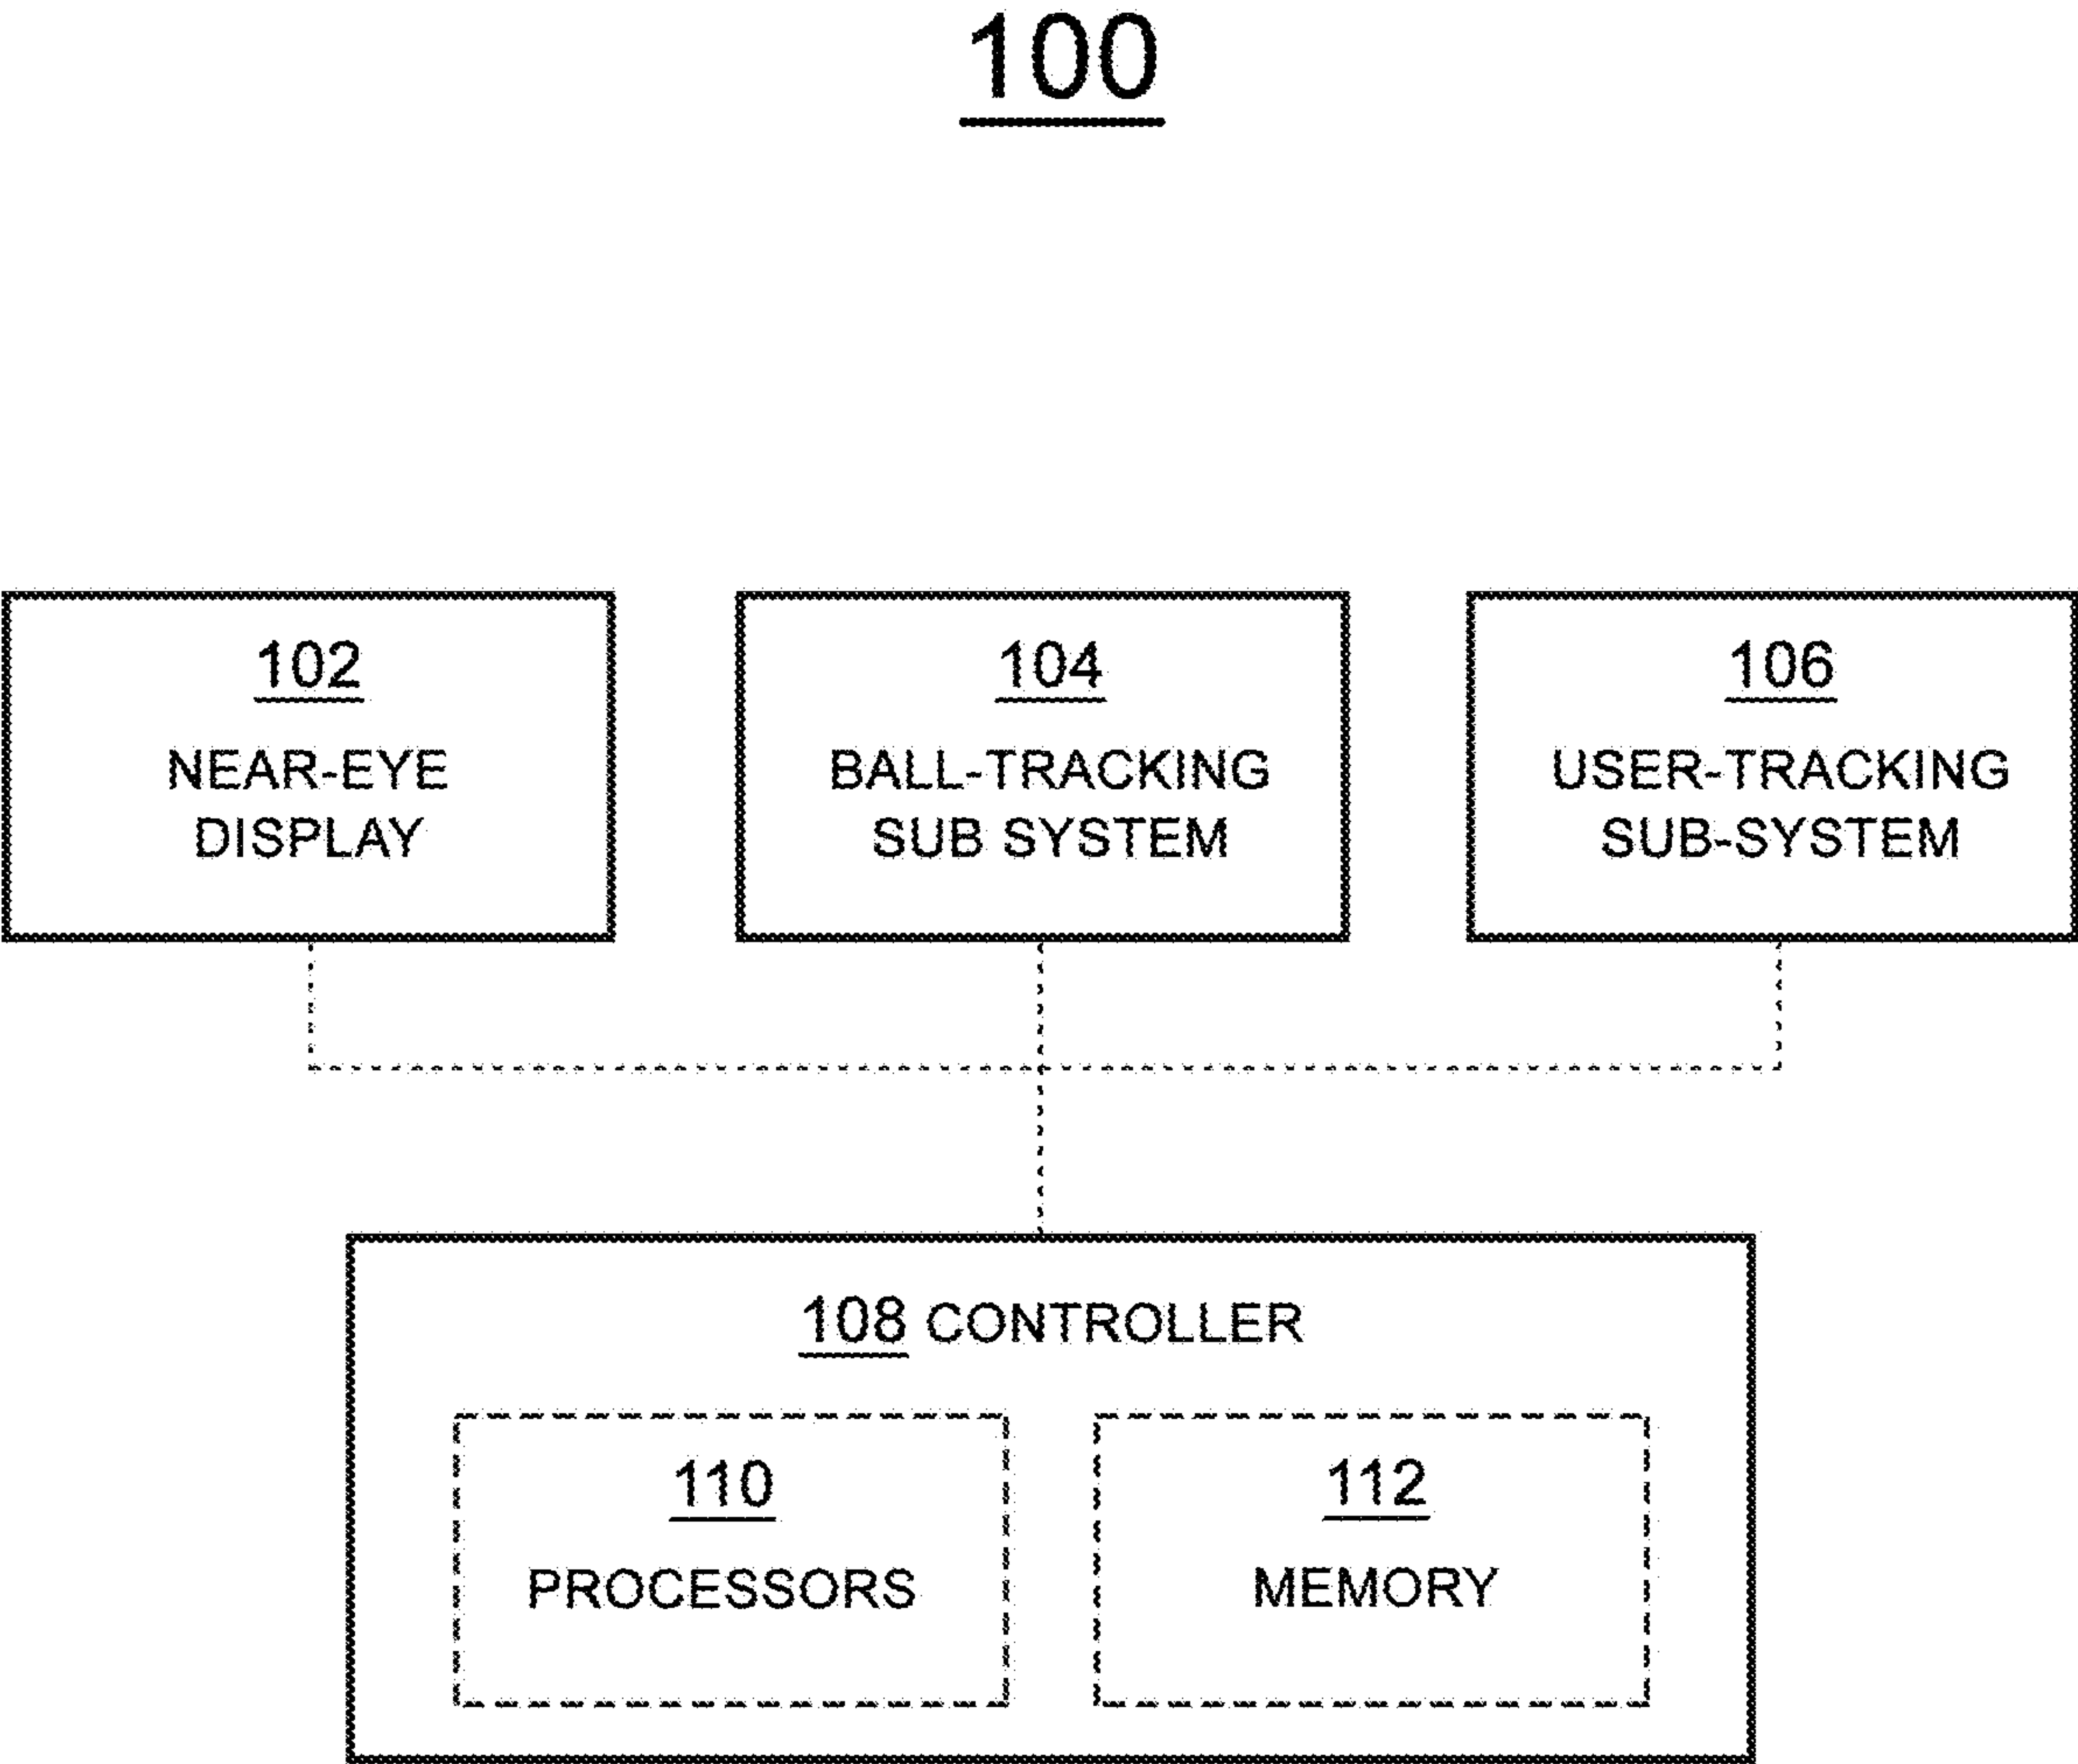 100
102
NEAR-EYE
DISPLAY
104
BALL-TRACKING
SUB SYSTEM
106
USER-TRACKING
SUB-SYSTEM
108 CONTROLLER
110
PROCESSORS
112
MEMORY